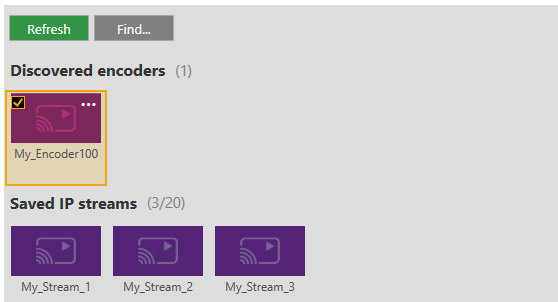 Refresh Find...
Discovered encoders (1)
My_Encoder100
Saved IP streams (3/20)
My_Stream_1 My_Stream_2 My_Stream_3